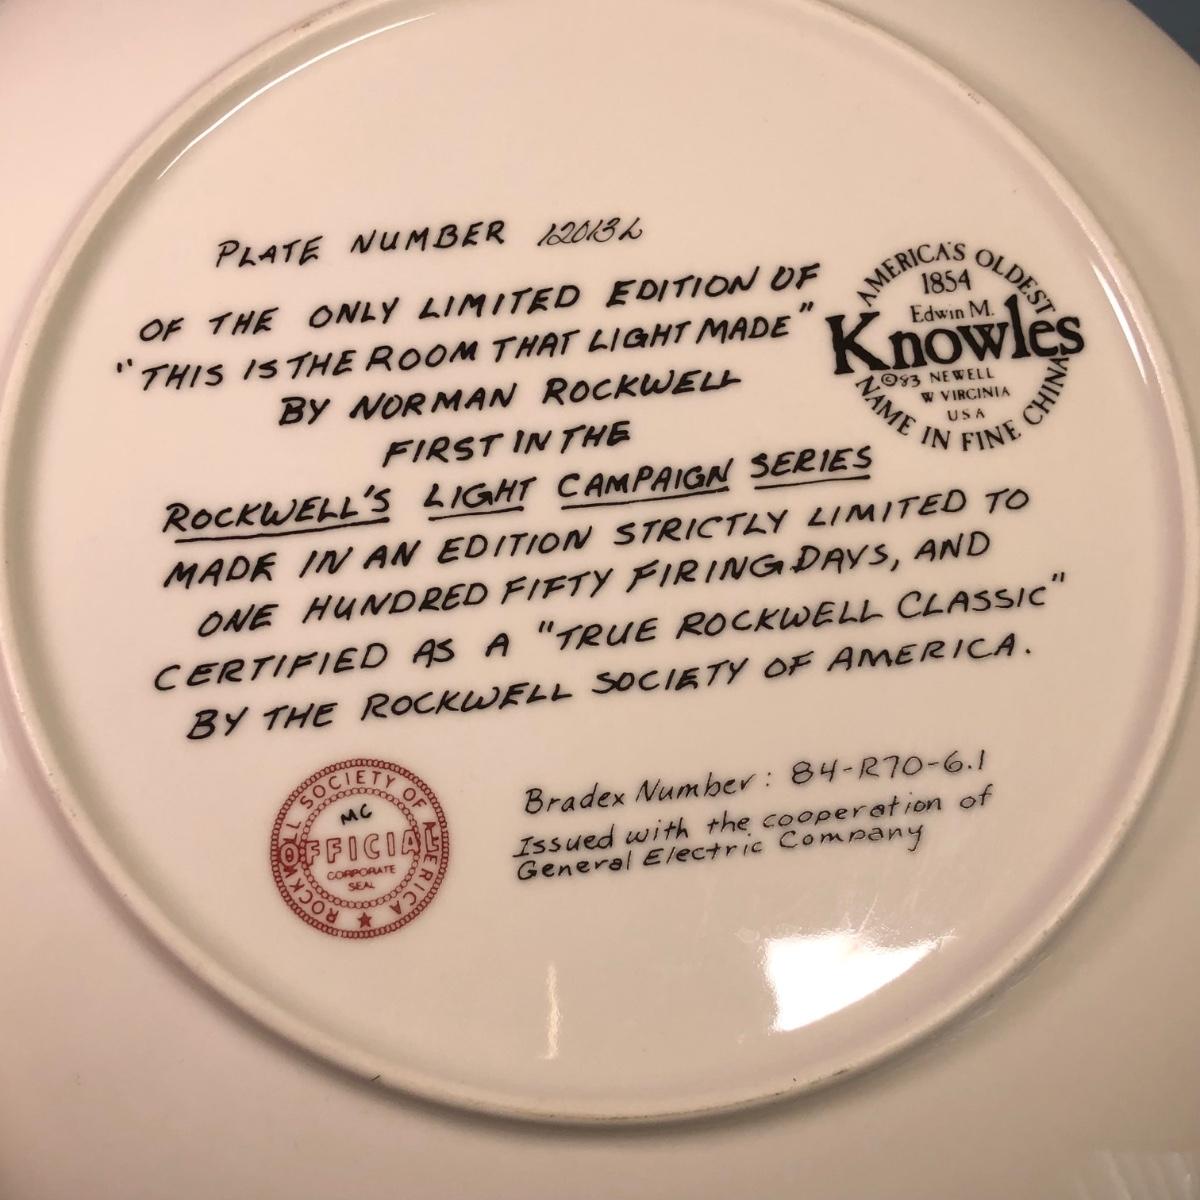 PLATE NUMBER 12013L
OF THE ONLY LIMITED EDITION OF
"THIS IS THE ROOM THAT LIGHT MADE"
BY NORMAN ROCKWELL
FIRST IN THE
ROCKWELL'S LIGHT CAMPAIGN SERIES
MADE IN AN EDITION STRICTLY LIMITED TO
ONE HUNDRED FIFTY FIRING DAYS, AND
CERTIFIED AS A "TRUE ROCKWELL CLASSIC"
BY THE ROCKWELL SOCIETY OF AMERICA.
AMERICA'S OLDEST
1854
Edwin M.
Knowles
©83 NEWELL
W VIRGINIA
USA
NAME IN FINE CHINA
ROCKWELL SOCIETY OF AMERICA
MC
OFFICIAL
CORPORATE
SEAL
Bradex Number: 84-R70-6.1
Issued with the cooperation of
General Electric Company